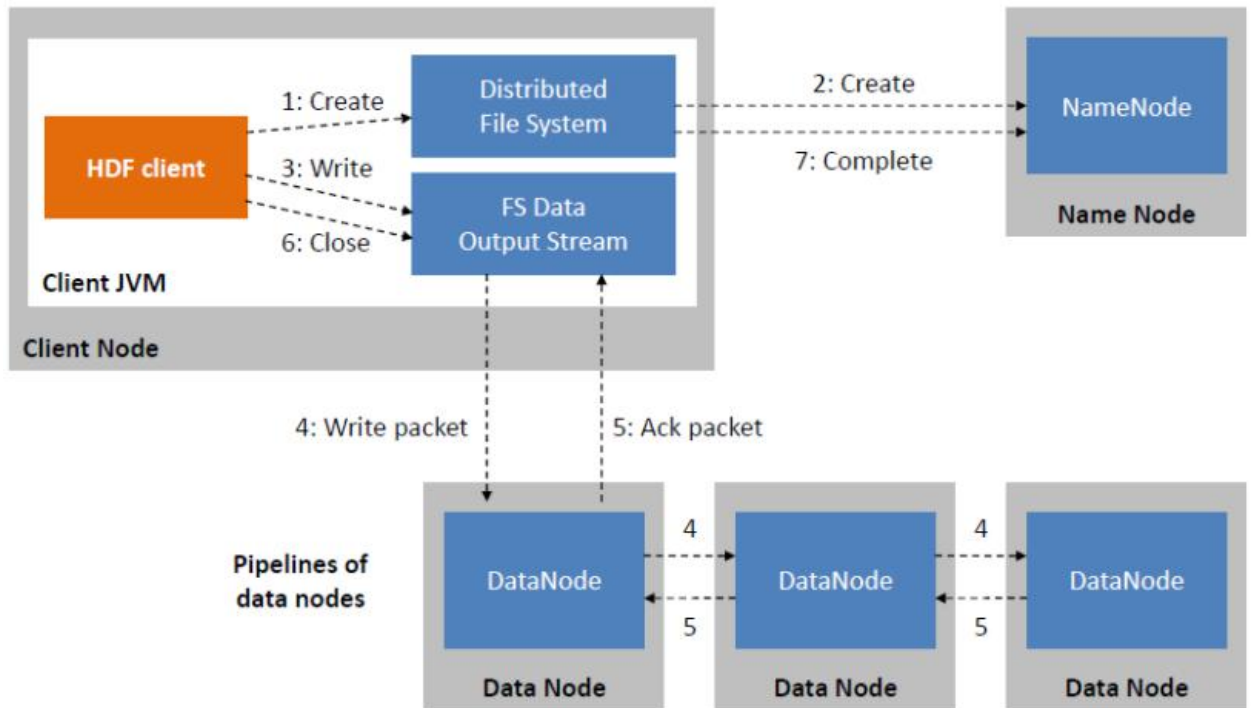 1: Create
Distributed
File System
2: Create
NameNode
HDF client
3: Write
7: Complete
FS Data
Output Stream
6: Close
Name Node
Client JVM
Client Node
4: Write packet
5: Ack packet
4
4
Pipelines of
data nodes
DataNode
DataNode
DataNode
5
5
Data Node
Data Node
Data Node